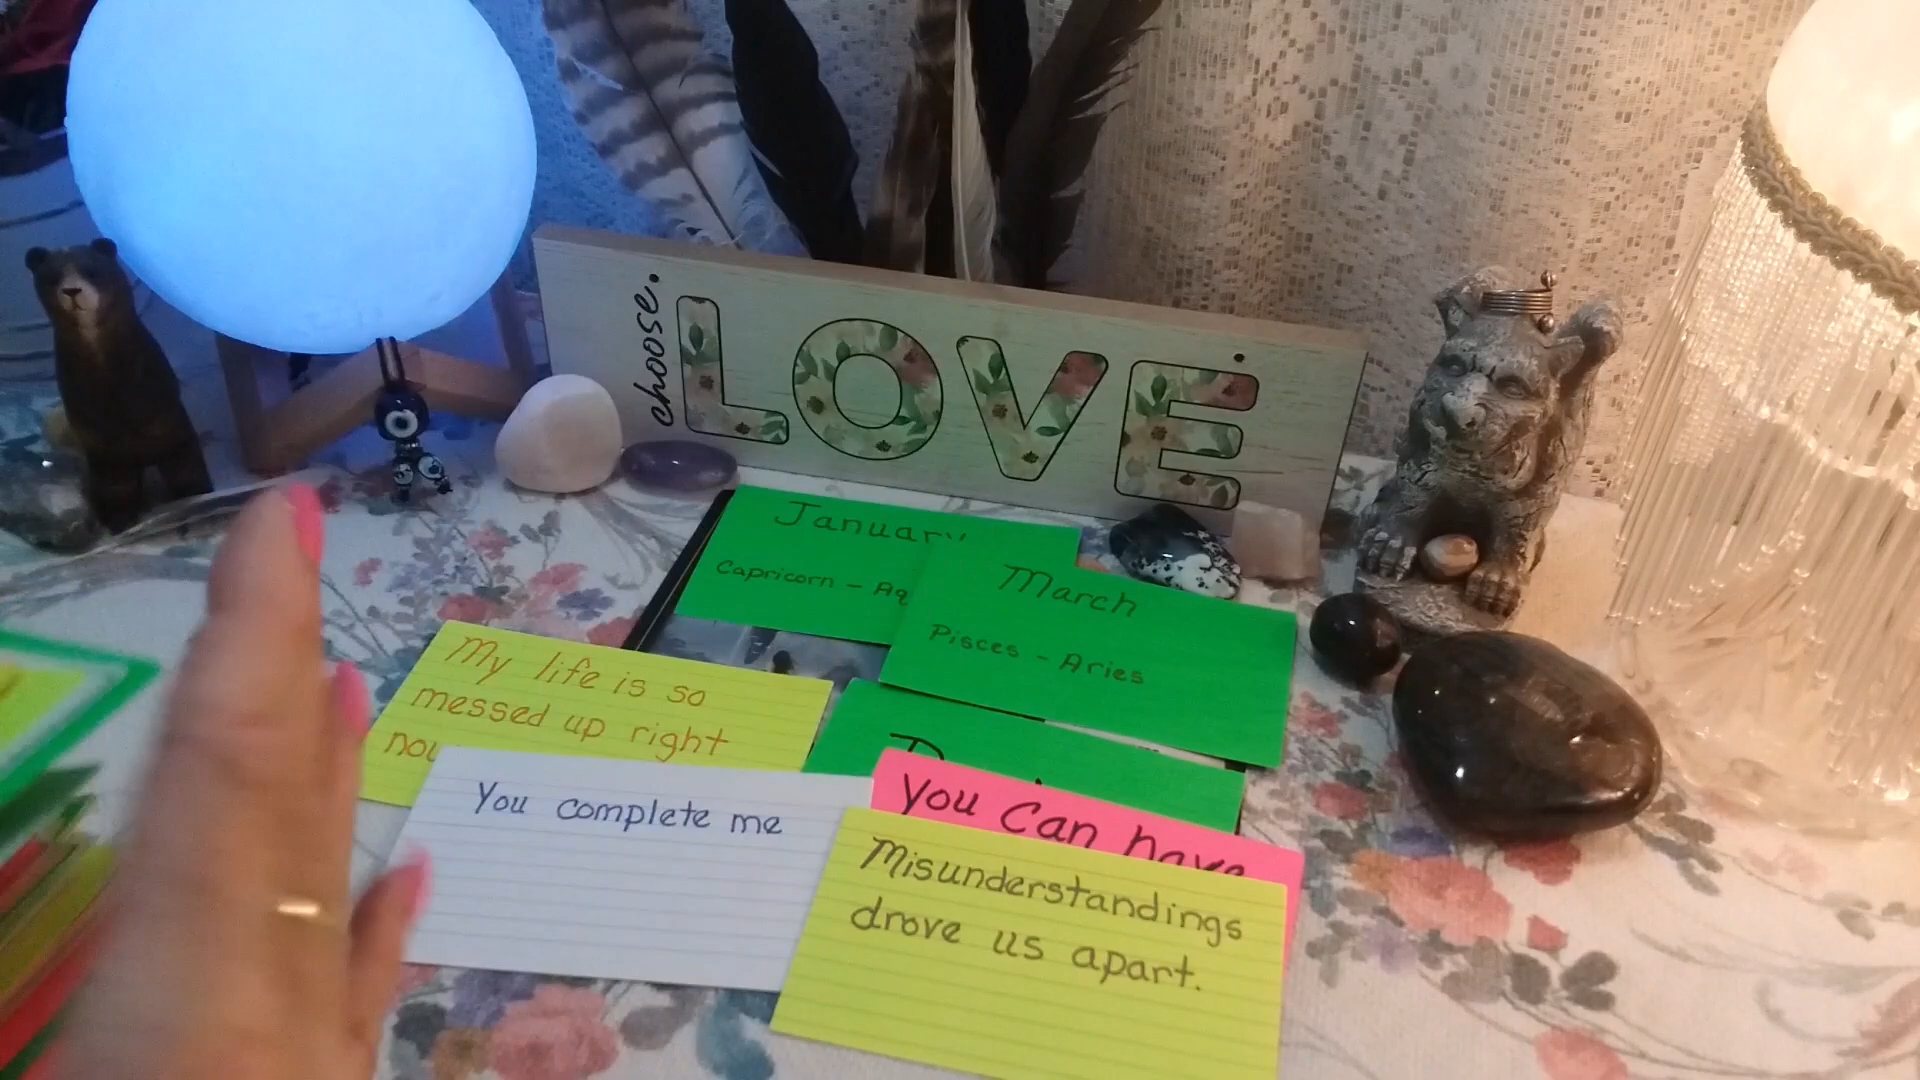 choose.
LOVE
January
Capricorn -
March
Pisces - Aries
My life is so
messed up right
You complete me
You Can have
Misunderstandings
drove us apart.